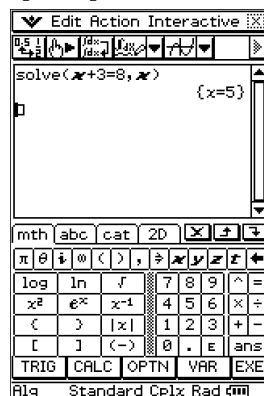 Edit Action Interactive
solve(x+3=8,x)
{x=5}
mth abc cat 2D
π θ i ∞ ( ) , ⇒ x y z t ←
log ln √ 7 8 9 ^ =
x² eˣ x⁻¹ 4 5 6 × ÷
( ) |x| 1 2 3 + -
[ ] (-) 0 . E ans
TRIG CALC OPTN VAR EXE
Alg Standard Cplx Rad